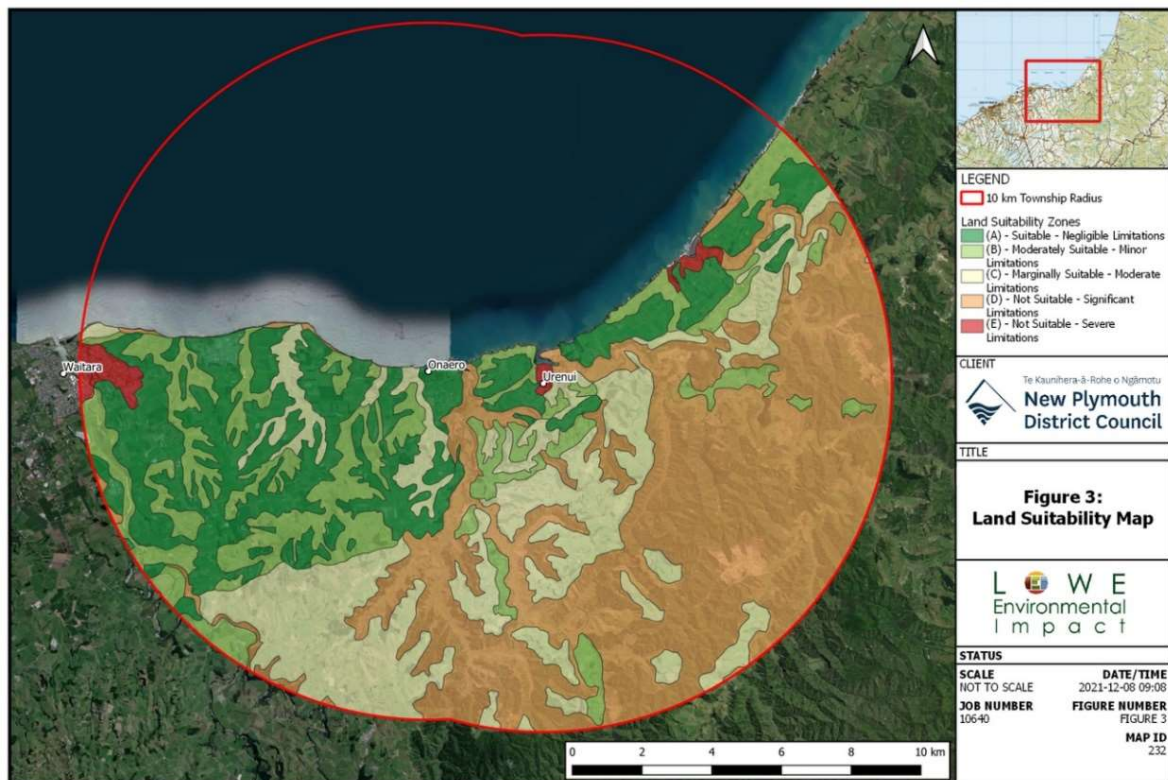 Waitara
Onaero
Urenui
0 2 4 6 8 10 km
LEGEND
10 km Township Radius
Land Suitability Zones
(A) - Suitable - Negligible Limitations
(B) - Moderately Suitable - Minor
Limitations
(C) - Marginally Suitable - Moderate
Limitations
(D) - Not Suitable - Significant
Limitations
(E) - Not Suitable - Severe
Limitations
CLIENT
Te Kaunihera-ā-Rohe o Ngāmotu
New Plymouth
District Council
TITLE
Figure 3:
Land Suitability Map
LOWE
Environmental
Impact
STATUS
SCALE DATE/TIME
NOT TO SCALE 2021-12-08 09:08
JOB NUMBER FIGURE NUMBER
10640 FIGURE 3
MAP ID
232